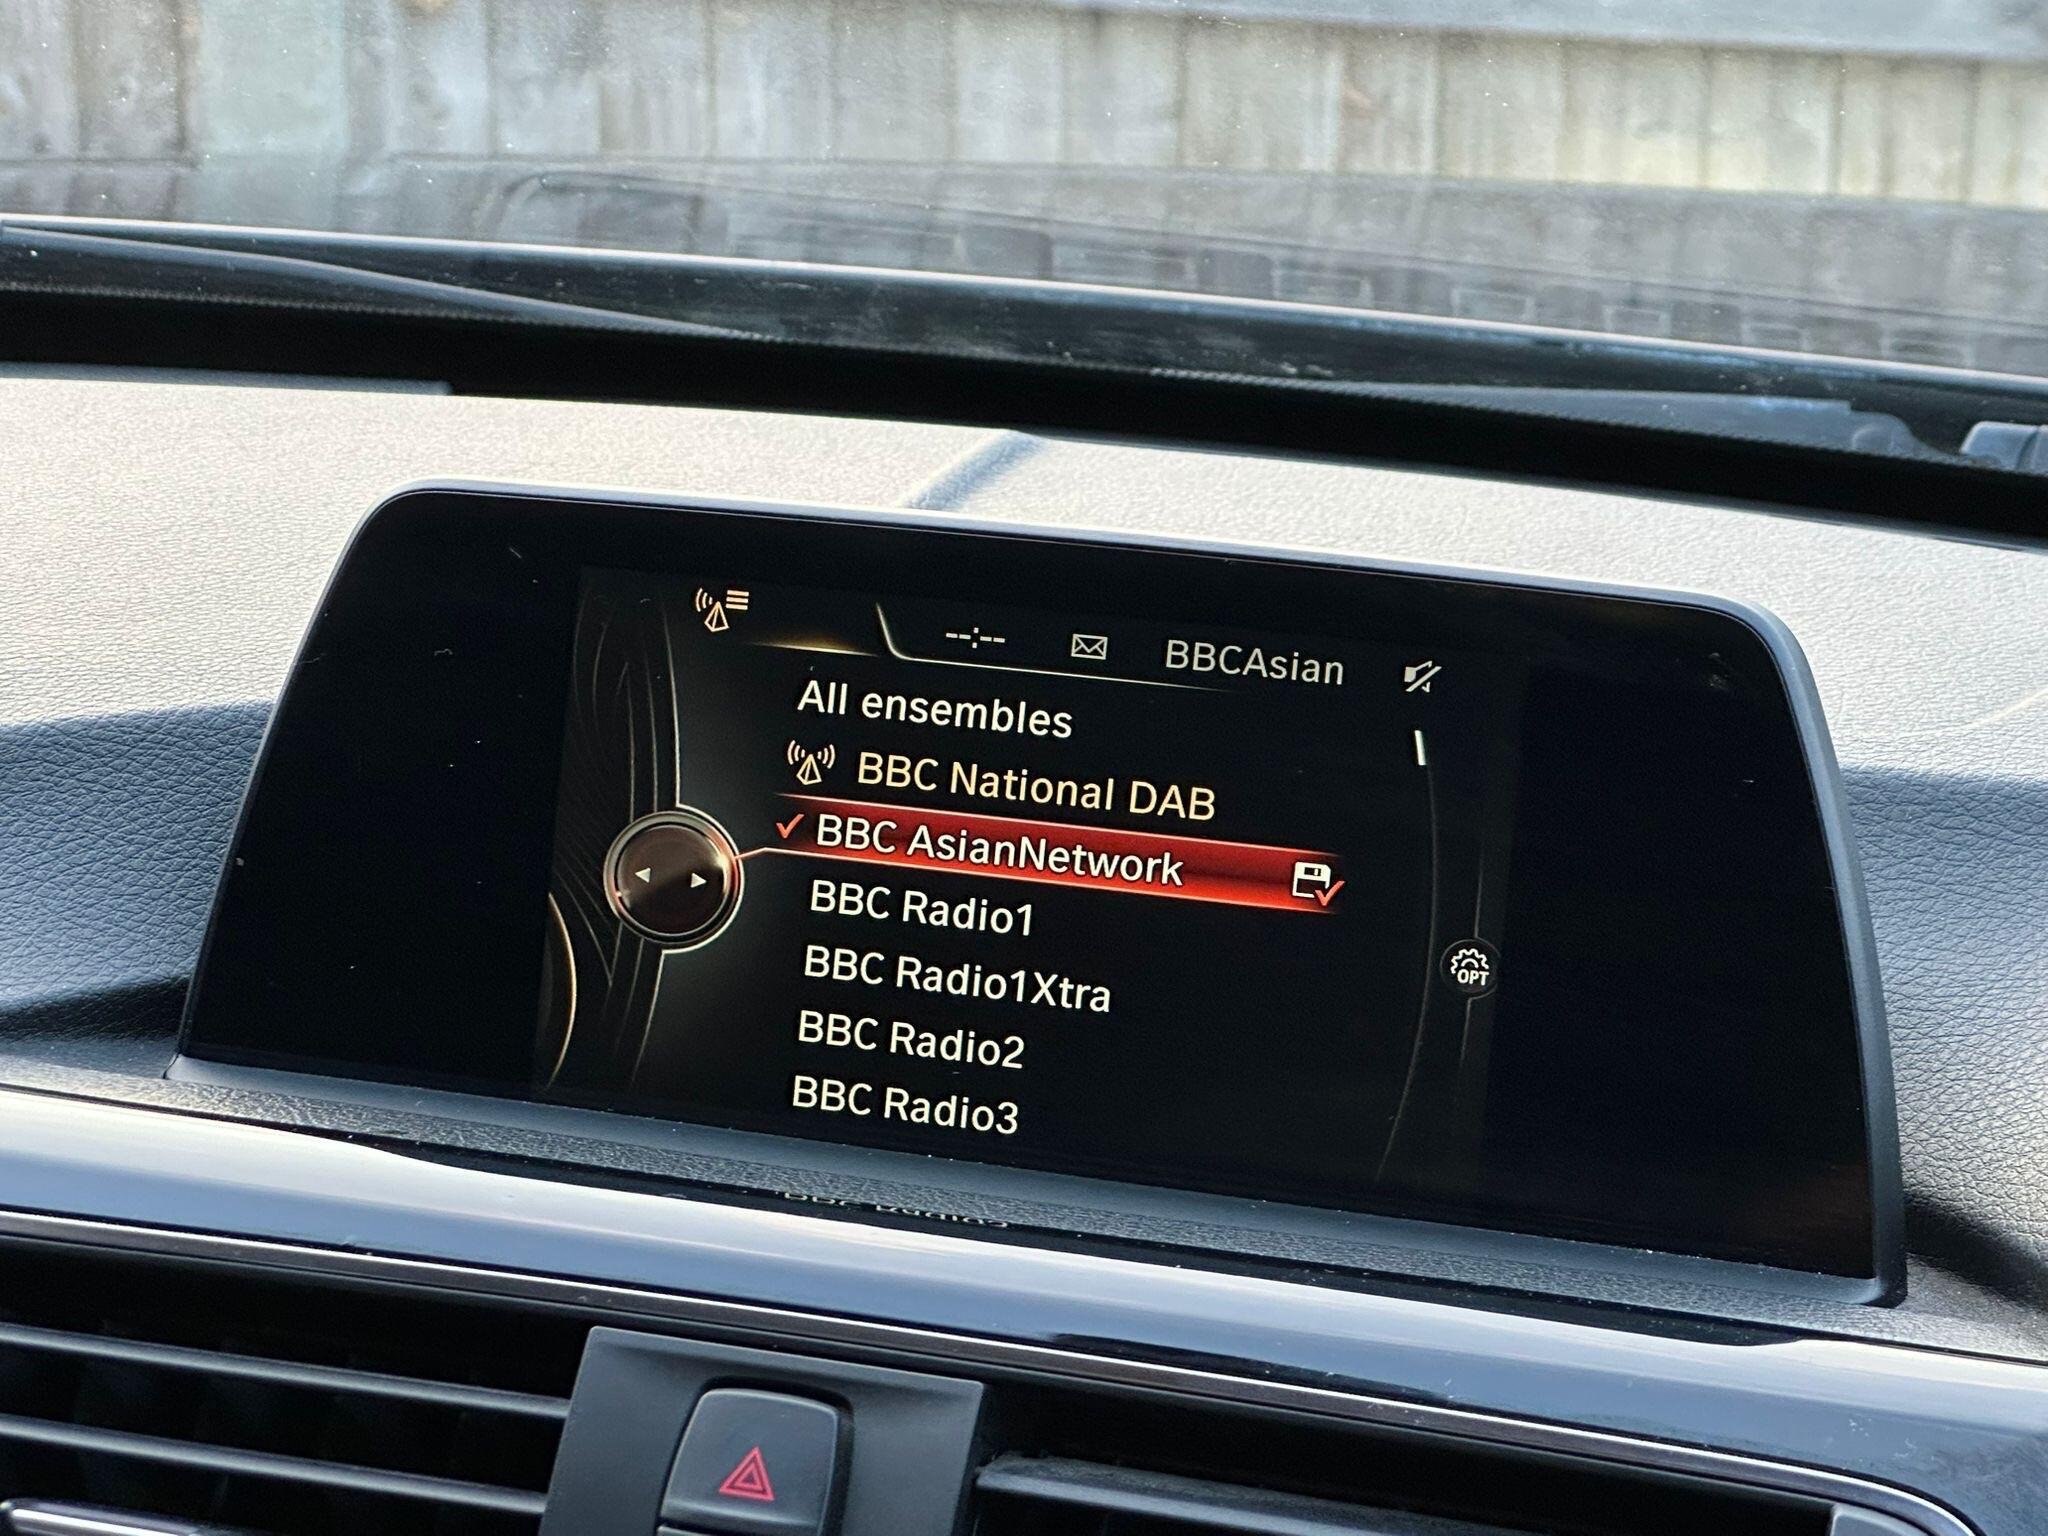 --:-- BBCAsian
All ensembles
BBC National DAB
BBC AsianNetwork
BBC Radio1
BBC Radio1Xtra
OPT
BBC Radio2
BBC Radio3